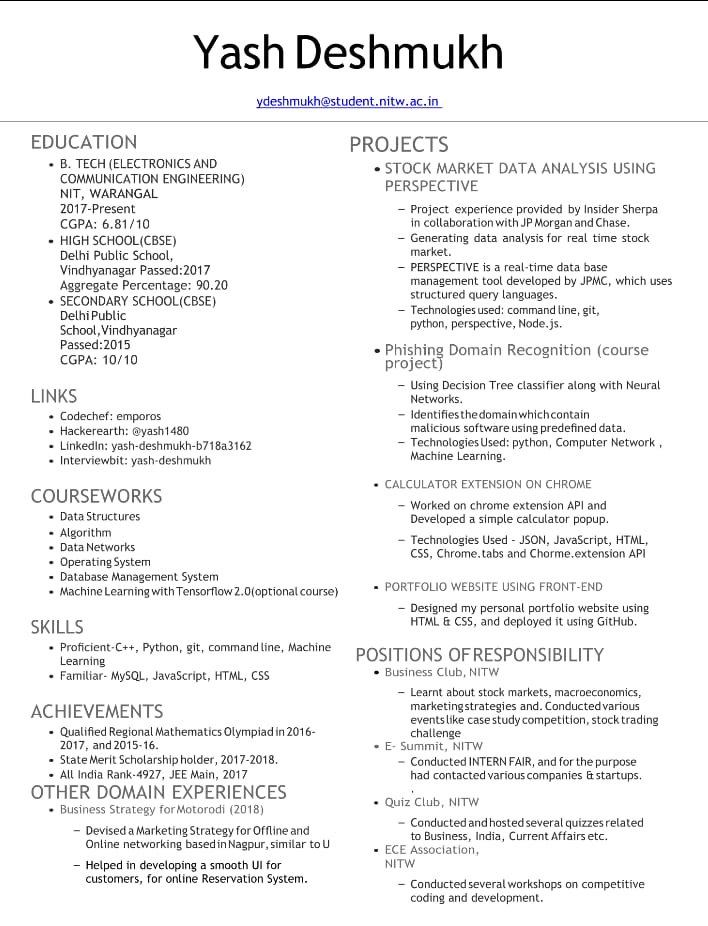 Yash Deshmukh
ydeshmukh@student.nitw.ac.in
EDUCATION
• B. TECH (ELECTRONICS AND
COMMUNICATION ENGINEERING)
NIT, WARANGAL
2017-Present
CGPA: 6.81/10
• HIGH SCHOOL(CBSE)
Delhi Public School,
Vindhyanagar Passed:2017
Aggregate Percentage: 90.20
• SECONDARY SCHOOL(CBSE)
Delhi Public
School,Vindhyanagar
Passed:2015
CGPA: 10/10
LINKS
• Codechef: emporos
• Hackerearth: @yash1480
• LinkedIn: yash-deshmukh-b718a3162
• Interviewbit: yash-deshmukh
COURSEWORKS
• Data Structures
• Algorithm
• Data Networks
• Operating System
• Database Management System
• Machine Learning with Tensorflow 2.0(optional course)
SKILLS
• Proficient-C++, Python, git, command line, Machine
Learning
• Familiar- MySQL, JavaScript, HTML, CSS
ACHIEVEMENTS
• Qualified Regional Mathematics Olympiad in 2016-
2017, and 2015-16.
• State Merit Scholarship holder, 2017-2018.
• All India Rank-4927, JEE Main, 2017
OTHER DOMAIN EXPERIENCES
• Business Strategy for Motorodi (2018)
– Devised a Marketing Strategy for Offline and
Online networking based in Nagpur, similar to U
– Helped in developing a smooth UI for
customers, for online Reservation System.
PROJECTS
• STOCK MARKET DATA ANALYSIS USING
PERSPECTIVE
– Project experience provided by Insider Sherpa
in collaboration with JP Morgan and Chase.
– Generating data analysis for real time stock
market.
– PERSPECTIVE is a real-time data base
management tool developed by JPMC, which uses
structured query languages.
– Technologies used: command line, git,
python, perspective, Node.js.
• Phishing Domain Recognition (course
project)
– Using Decision Tree classifier along with Neural
Networks.
– Identifies the domain which contain
malicious software using predefined data.
– Technologies Used: python, Computer Network ,
Machine Learning.
• CALCULATOR EXTENSION ON CHROME
– Worked on chrome extension API and
Developed a simple calculator popup.
– Technologies Used - JSON, JavaScript, HTML,
CSS, Chrome.tabs and Chorme.extension API
• PORTFOLIO WEBSITE USING FRONT-END
– Designed my personal portfolio website using
HTML & CSS, and deployed it using GitHub.
POSITIONS OF RESPONSIBILITY
• Business Club, NITW
– Learnt about stock markets, macroeconomics,
marketing strategies and. Conducted various
events like case study competition, stock trading
challenge
• E- Summit, NITW
– Conducted INTERN FAIR, and for the purpose
had contacted various companies & startups.
.
• Quiz Club, NITW
– Conducted and hosted several quizzes related
to Business, India, Current Affairs etc.
• ECE Association,
NITW
– Conducted several workshops on competitive
coding and development.